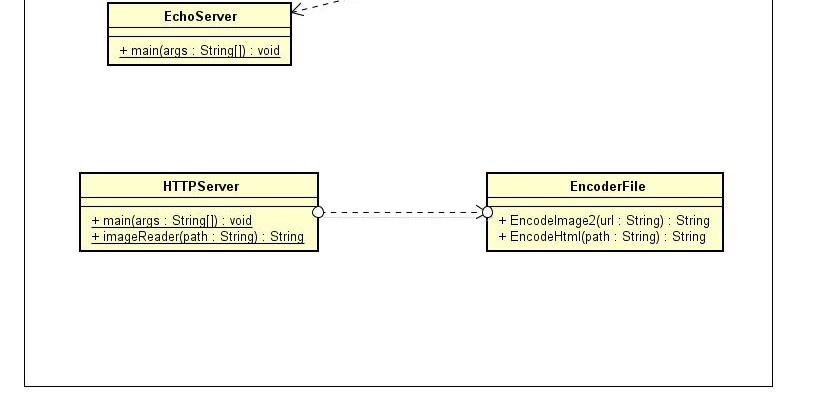 EchoServer
+ main(args : String[]) : void
HTTPServer
+ main(args : String[]) : void
+ imageReader(path : String) : String
EncoderFile
+ EncodeImage2(url : String) : String
+ EncodeHtml(path : String) : String